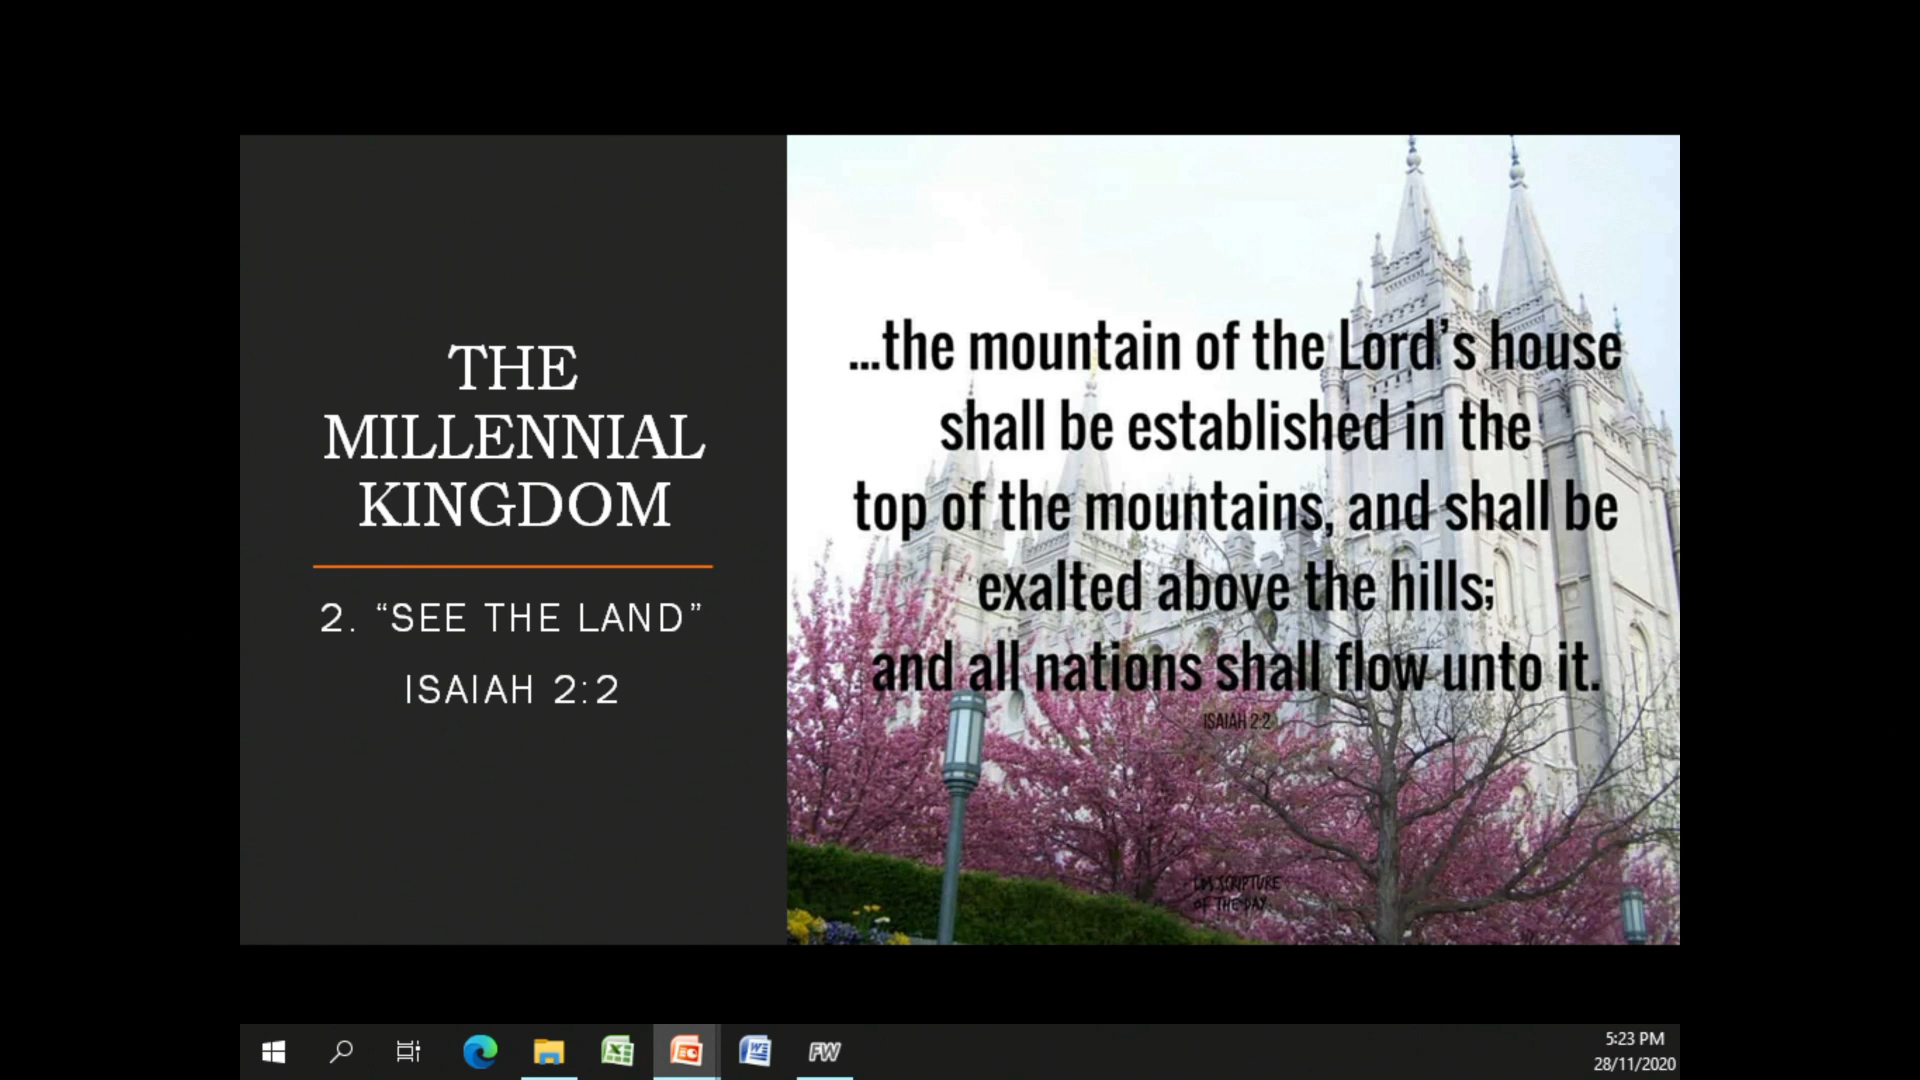 THE
MILLENNIAL
KINGDOM
2. “SEE THE LAND”
ISAIAH 2:2
...the mountain of the Lord’s house
shall be established in the
top of the mountains, and shall be
exalted above the hills;
and all nations shall flow unto it.
ISAIAH 2:2
LDS SCRIPTURE
OF THE DAY
FW
5:23 PM
28/11/2020